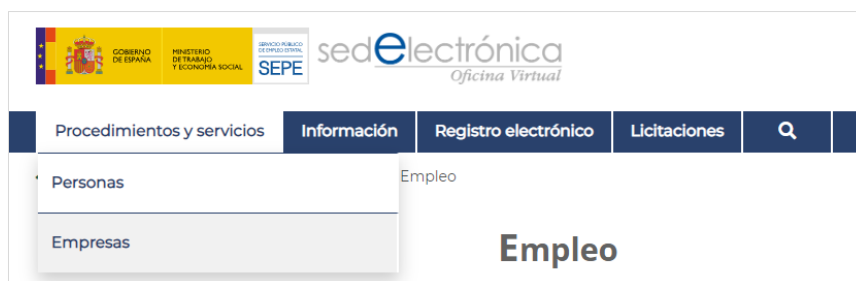 GOBIERNO
DE ESPAÑA
MINISTERIO
DE TRABAJO
Y ECONOMÍA SOCIAL
SERVICIO PÚBLICO
DE EMPLEO ESTATAL
SEPE
sedelectrónica
Oficina Virtual
Procedimientos y servicios
Información
Registro electrónico
Licitaciones
Personas
Empleo
Empresas
Empleo